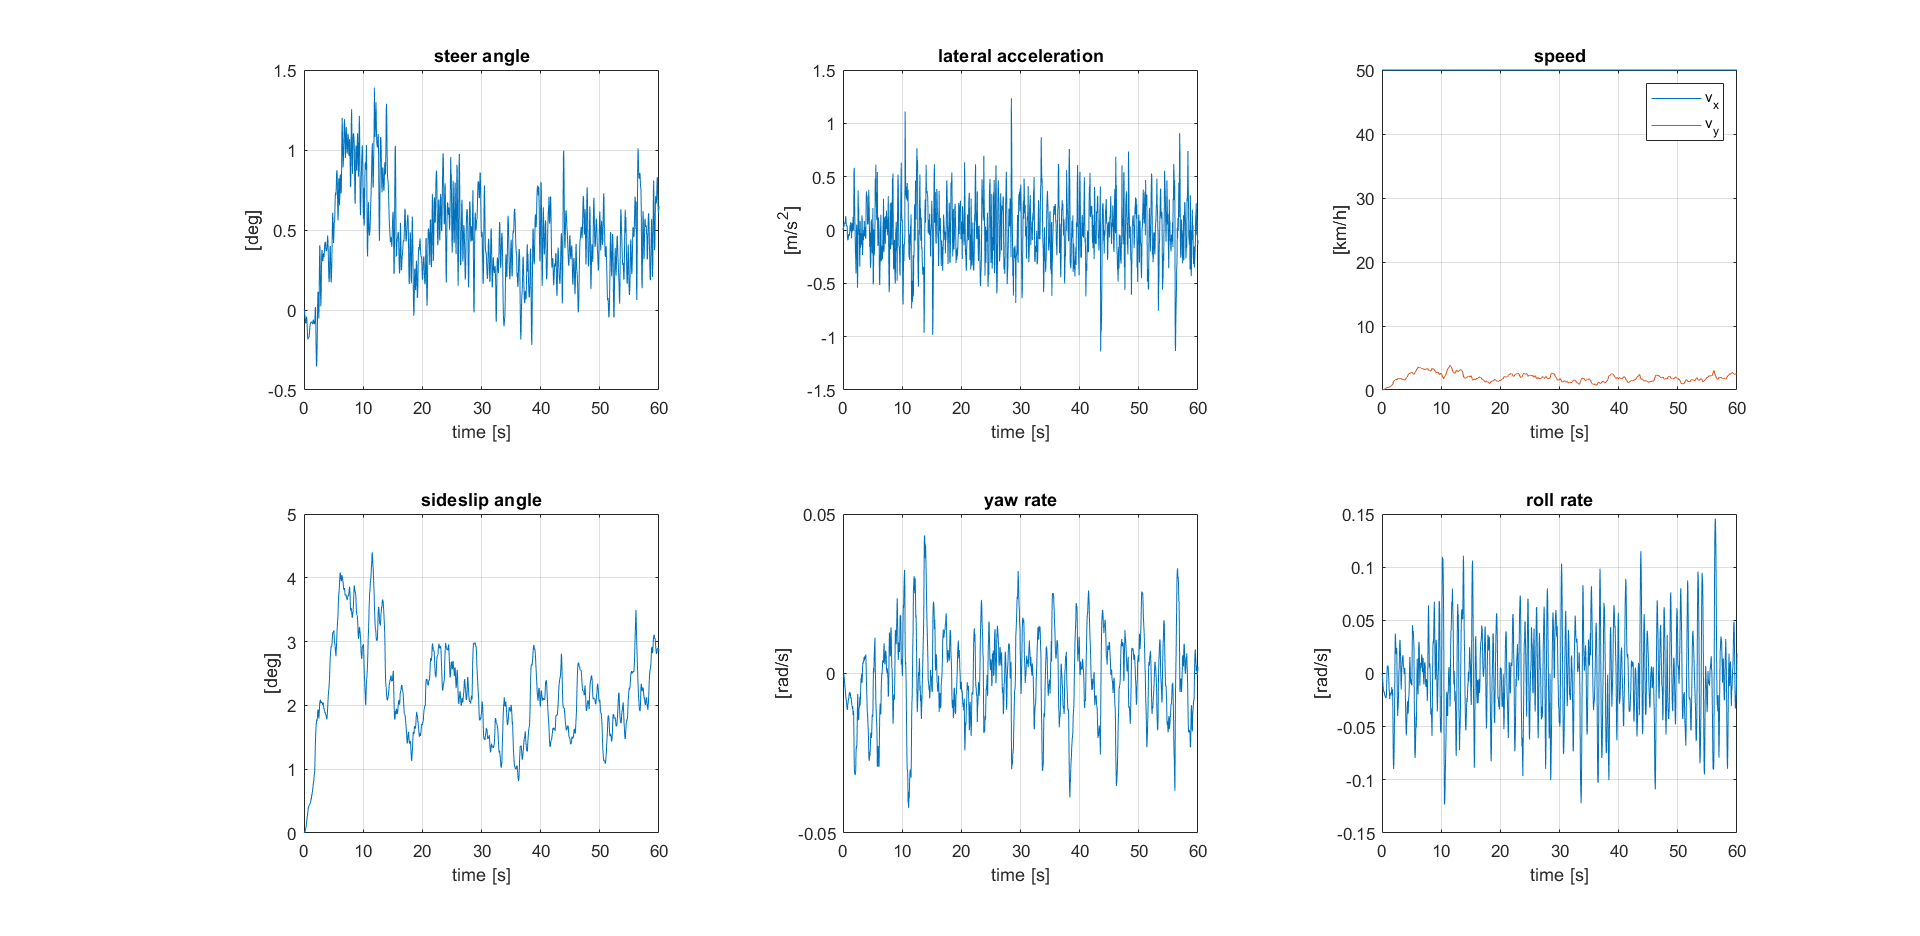 steer angle
1.5
1
0.5
0
-0.5
[deg]
0 10 20 30 40 50 60
time [s]
lateral acceleration
1.5
1
0.5
0
-0.5
-1
-1.5
[m/s²]
0 10 20 30 40 50 60
time [s]
speed
50
40
30
20
10
0
[km/h]
v_x
v_y
0 10 20 30 40 50 60
time [s]
sideslip angle
5
4
3
2
1
0
[deg]
0 10 20 30 40 50 60
time [s]
yaw rate
0.05
0
-0.05
[rad/s]
0 10 20 30 40 50 60
time [s]
roll rate
0.15
0.1
0.05
0
-0.05
-0.1
-0.15
[rad/s]
0 10 20 30 40 50 60
time [s]